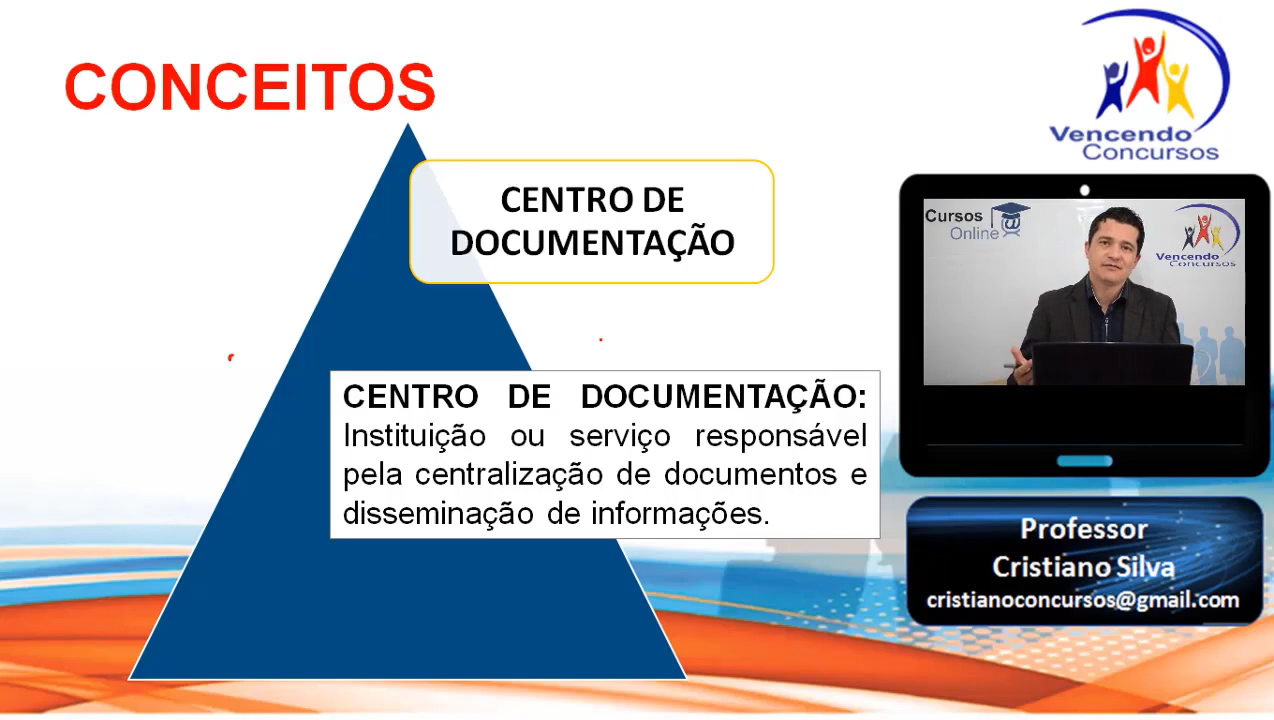 CONCEITOS
CENTRO DE
DOCUMENTAÇÃO
CENTRO DE DOCUMENTAÇÃO:
Instituição ou serviço responsável
pela centralização de documentos e
disseminação de informações.
Vencendo
Concursos
Cursos
Online
Vencendo
Concursos
Professor
Cristiano Silva
cristianoconcursos@gmail.com